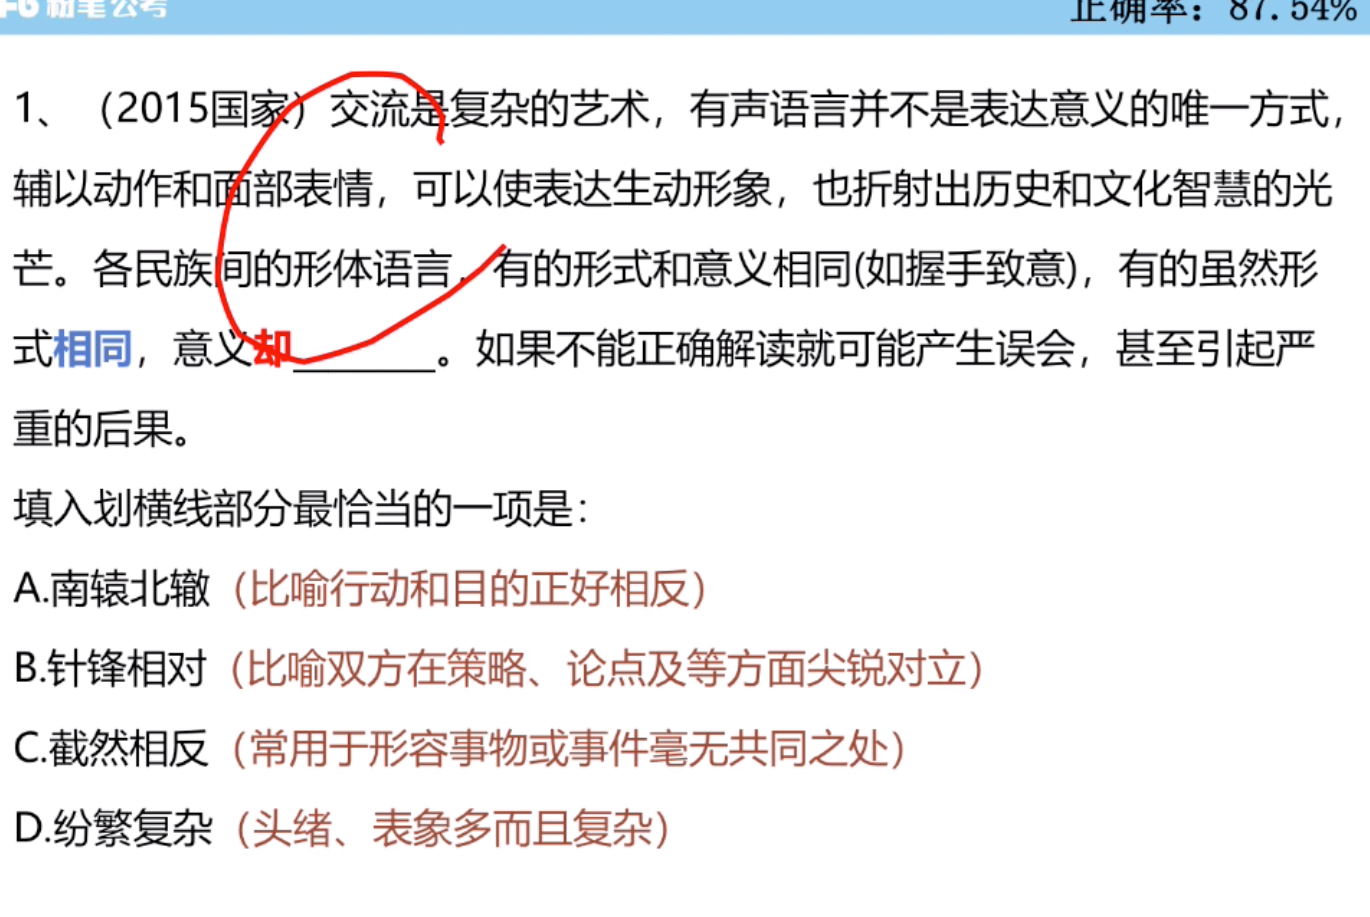 粉笔公考
正确率：87.54%
1、（2015国家）交流是复杂的艺术，有声语言并不是表达意义的唯一方式，
辅以动作和面部表情，可以使表达生动形象，也折射出历史和文化智慧的光
芒。各民族间的形体语言，有的形式和意义相同(如握手致意)，有的虽然形
式相同，意义却_______。如果不能正确解读就可能产生误会，甚至引起严
重的后果。
填入划横线部分最恰当的一项是：
A.南辕北辙（比喻行动和目的正好相反）
B.针锋相对（比喻双方在策略、论点及等方面尖锐对立）
C.截然相反（常用于形容事物或事件毫无共同之处）
D.纷繁复杂（头绪、表象多而且复杂）